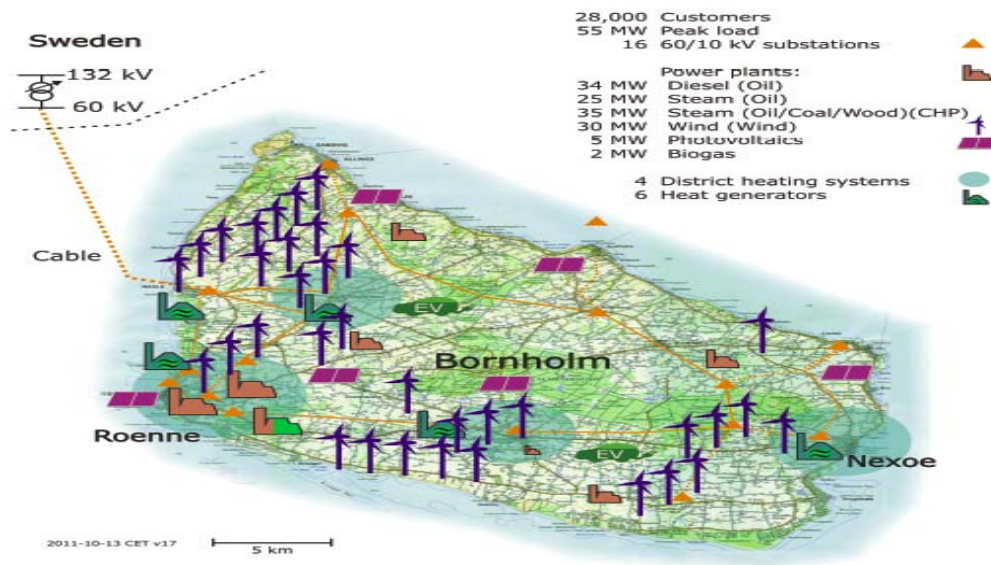 Sweden
132 kV
60 kV
28,000 Customers
55 MW Peak load
16 60/10 kV substations
Power plants:
34 MW Diesel (Oil)
25 MW Steam (Oil)
35 MW Steam (Oil/Coal/Wood)(CHP)
30 MW Wind (Wind)
5 MW Photovoltaics
2 MW Biogas
4 District heating systems
6 Heat generators
ALLINGE
Cable
EV
Bornholm
Roenne
EV
Nexoe
2011-10-13 CET v17
5 km